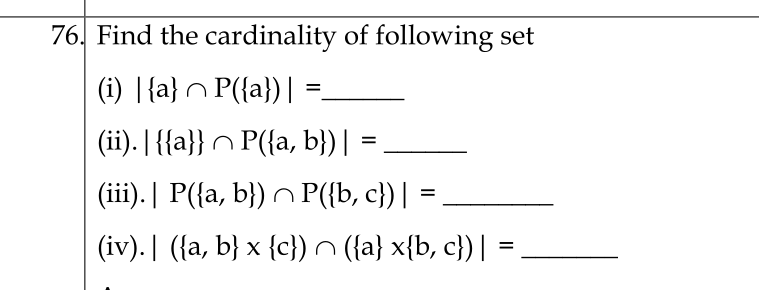 76. Find the cardinality of following set
(i) |{a} ∩ P({a})| =______
(ii).|{{a}} ∩ P({a, b})| = ______
(iii).| P({a, b}) ∩ P({b, c})| = ________
(iv).| ({a, b} x {c}) ∩ ({a} x{b, c})| = _______